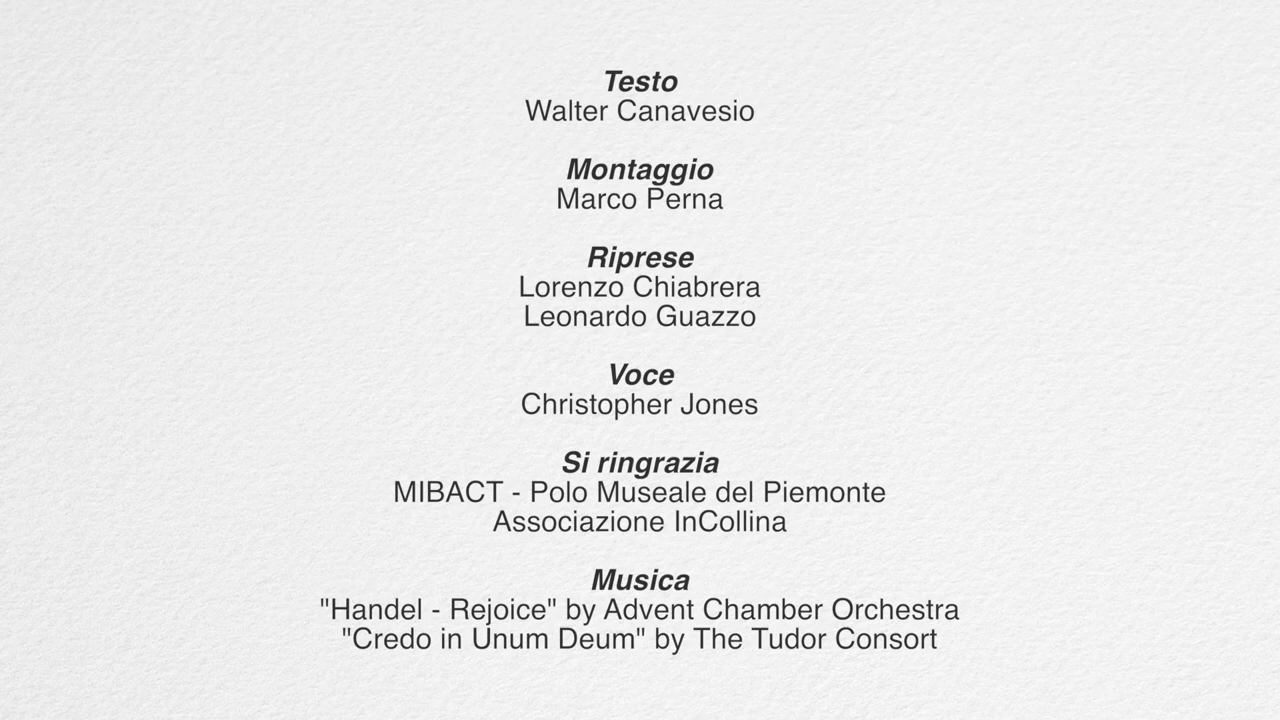 Testo
Walter Canavesio
Montaggio
Marco Perna
Riprese
Lorenzo Chiabrera
Leonardo Guazzo
Voce
Christopher Jones
Si ringrazia
MIBACT - Polo Museale del Piemonte
Associazione InCollina
Musica
"Handel - Rejoice" by Advent Chamber Orchestra
"Credo in Unum Deum" by The Tudor Consort